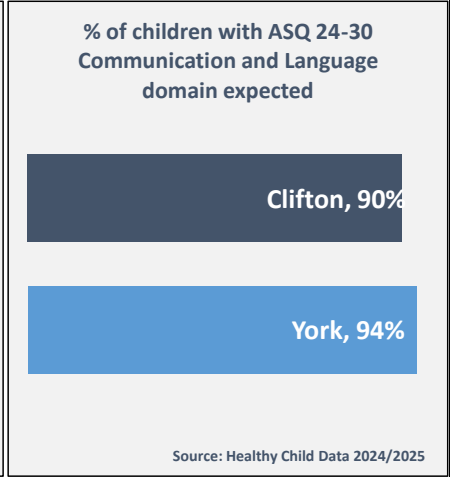 % of children with ASQ 24-30
Communication and Language
domain expected
Clifton, 90%
York, 94%
Source: Healthy Child Data 2024/2025